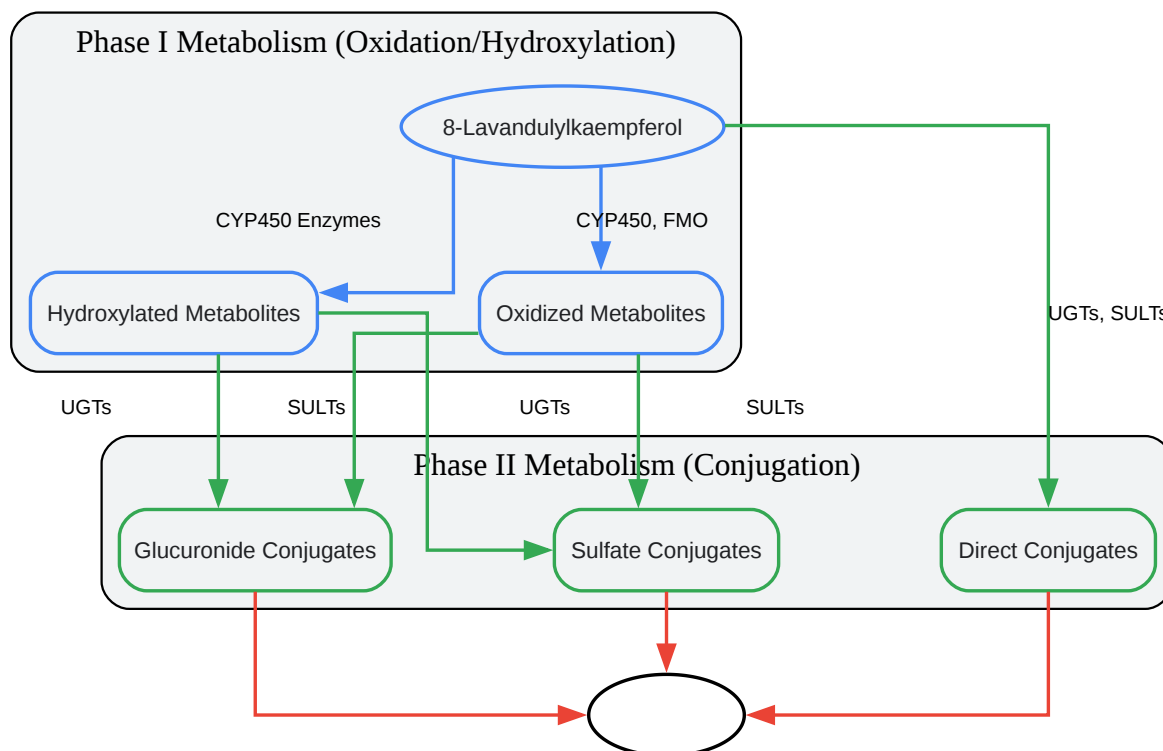 Phase I Metabolism (Oxidation/Hydroxylation)
8-Lavandulylkaempferol
CYP450 Enzymes
CYP450, FMO
Hydroxylated Metabolites
Oxidized Metabolites
UGTs, SULTs
UGTs
SULTs
UGTs
SULTs
Phase II Metabolism (Conjugation)
Glucuronide Conjugates
Sulfate Conjugates
Direct Conjugates